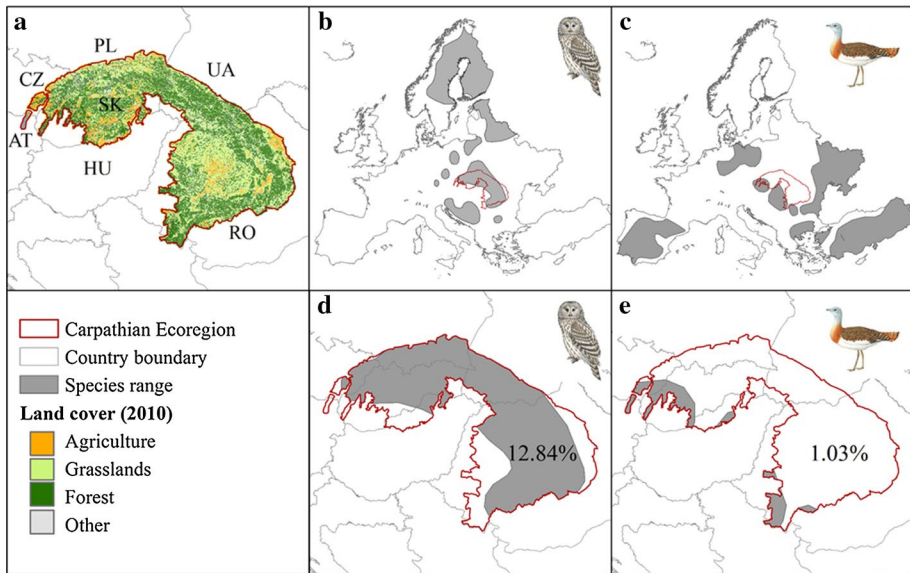 a
PL
UA
CZ
SK
AT
HU
RO
b
c
Carpathian Ecoregion
Country boundary
Species range
Land cover (2010)
Agriculture
Grasslands
Forest
Other
d
12.84%
e
1.03%